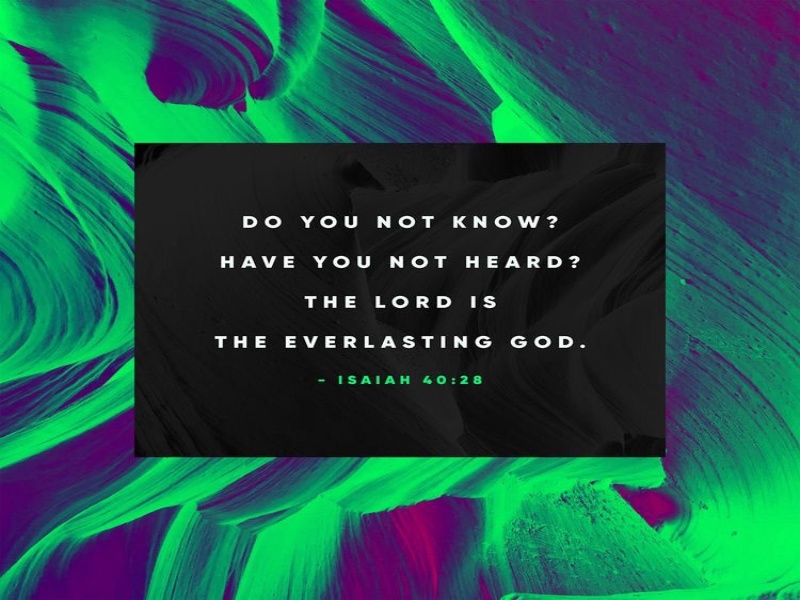 DO YOU NOT KNOW?
HAVE YOU NOT HEARD?
THE LORD IS
THE EVERLASTING GOD.
- ISAIAH 40:28